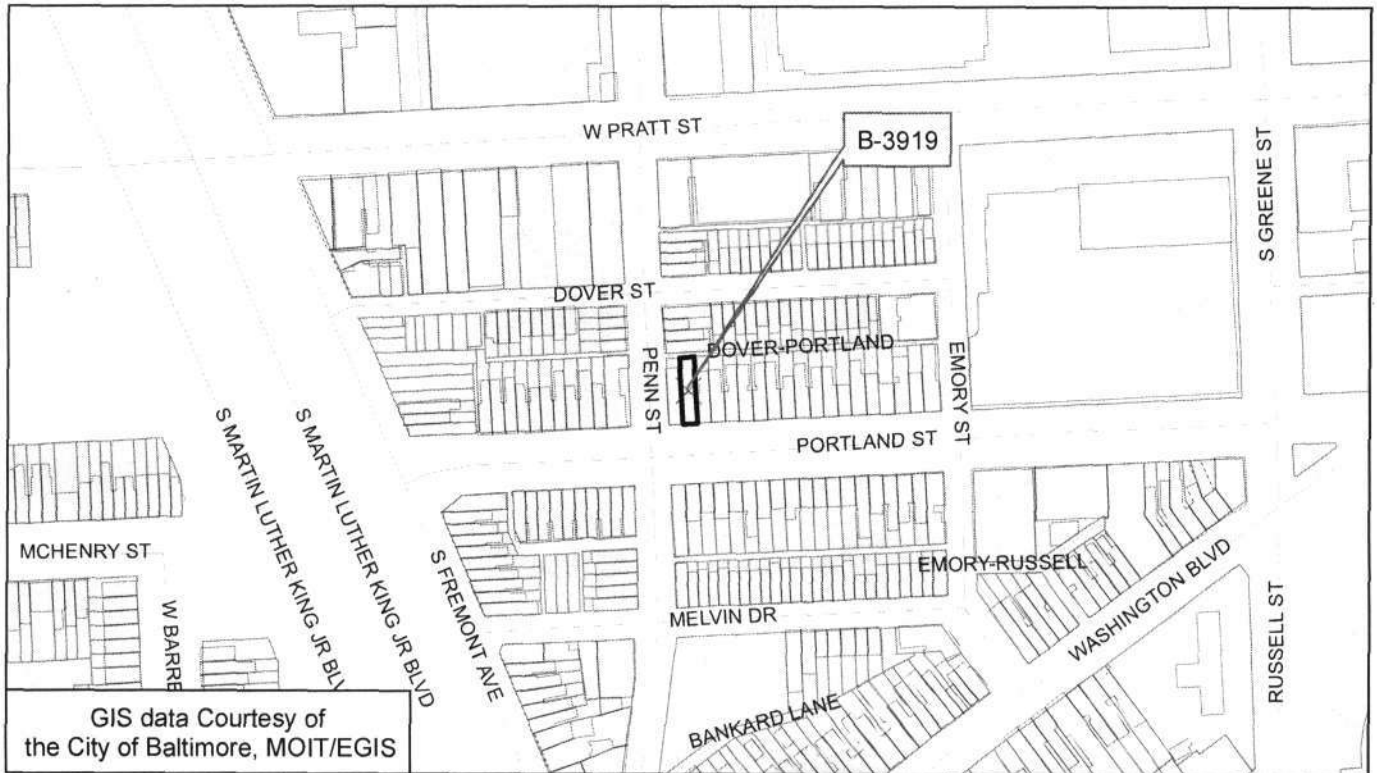 W PRATT ST
B-3919
S GREENE ST
DOVER ST
DOVER-PORTLAND
PENN ST
EMORY ST
PORTLAND ST
S MARTIN LUTHER KING JR BLV
S MARTIN LUTHER KING JR BLVD
MCHENRY ST
S FREMONT AVE
EMORY-RUSSELL
WASHINGTON BLVD
MELVIN DR
W BARRE
RUSSELL ST
BANKARD LANE
GIS data Courtesy of
the City of Baltimore, MOIT/EGIS